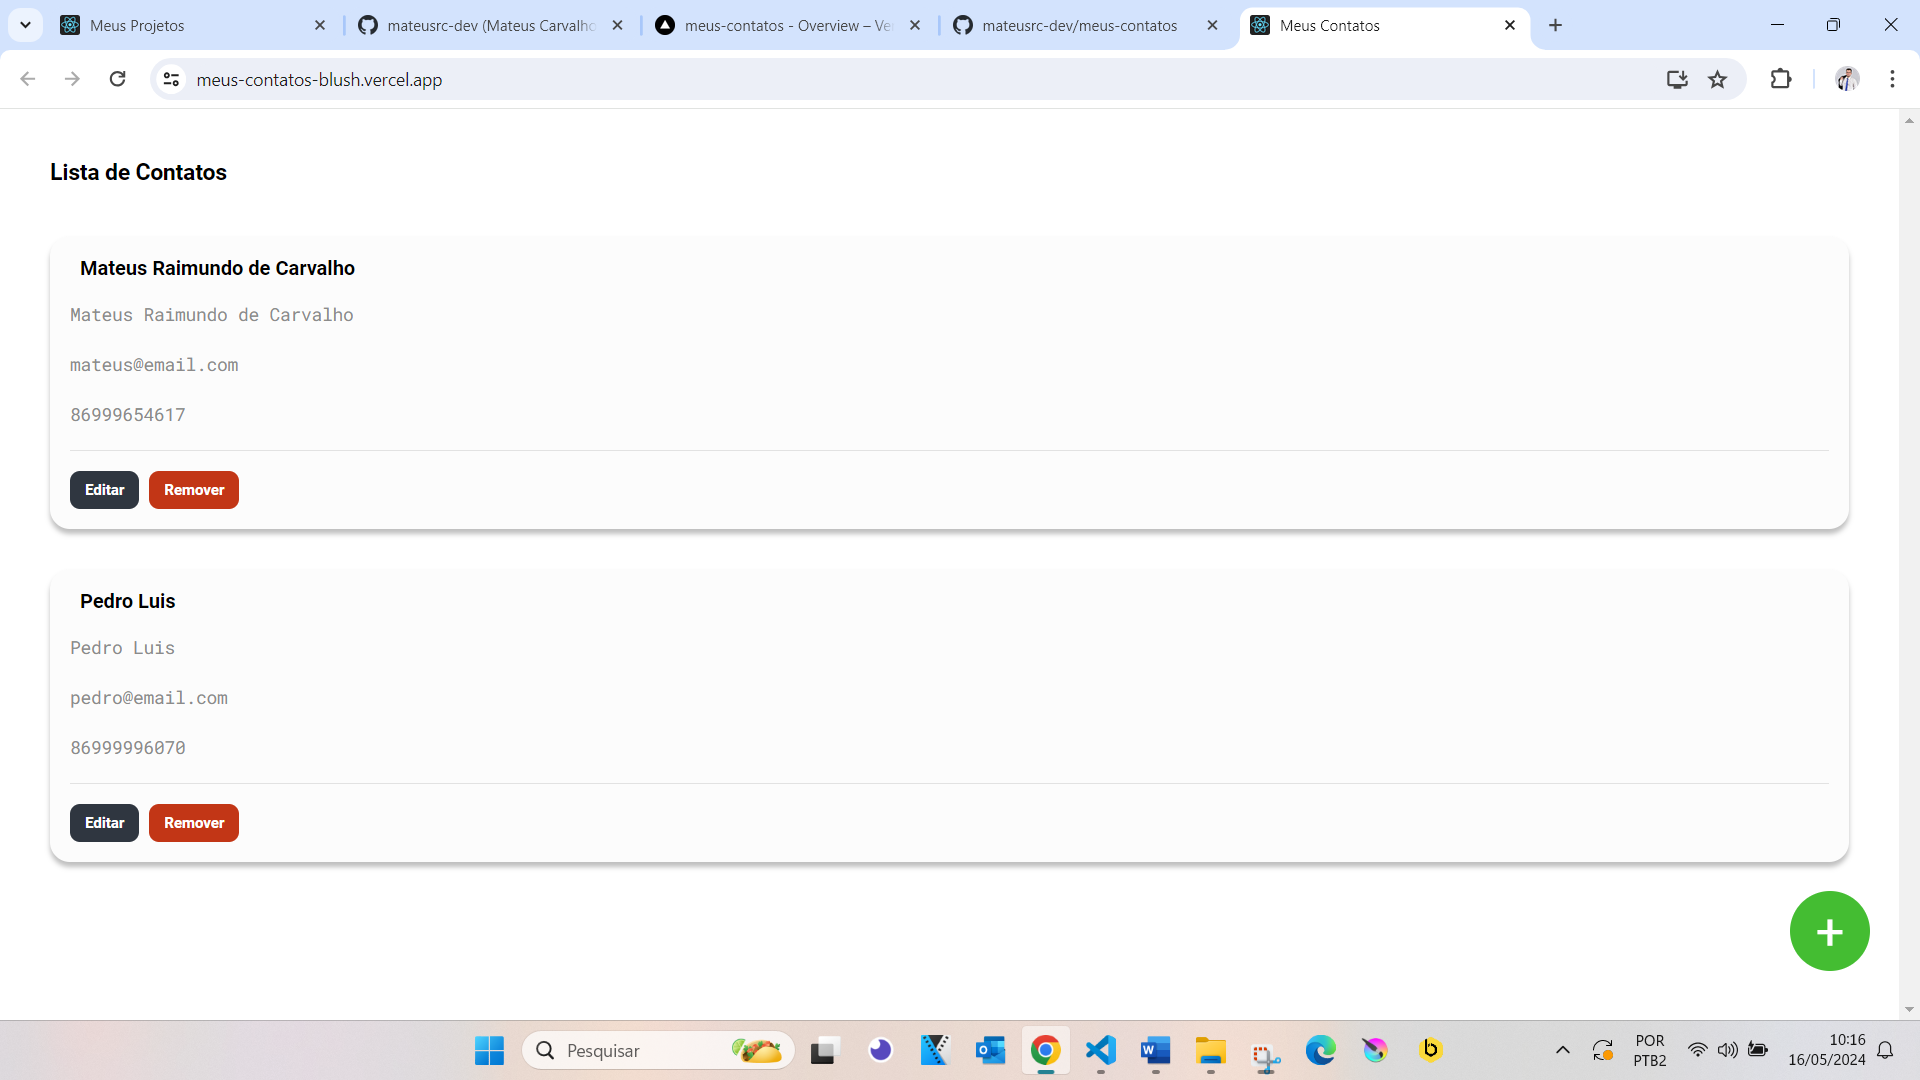 Meus Projetos
mateusrc-dev (Mateus Carvalho
meus-contatos - Overview – Ve
mateusrc-dev/meus-contatos
Meus Contatos
meus-contatos-blush.vercel.app
Lista de Contatos
Mateus Raimundo de Carvalho
Mateus Raimundo de Carvalho
mateus@email.com
86999654617
Editar
Remover
Pedro Luis
Pedro Luis
pedro@email.com
86999996070
Editar
Remover
+
Pesquisar
POR
PTB2
10:16
16/05/2024